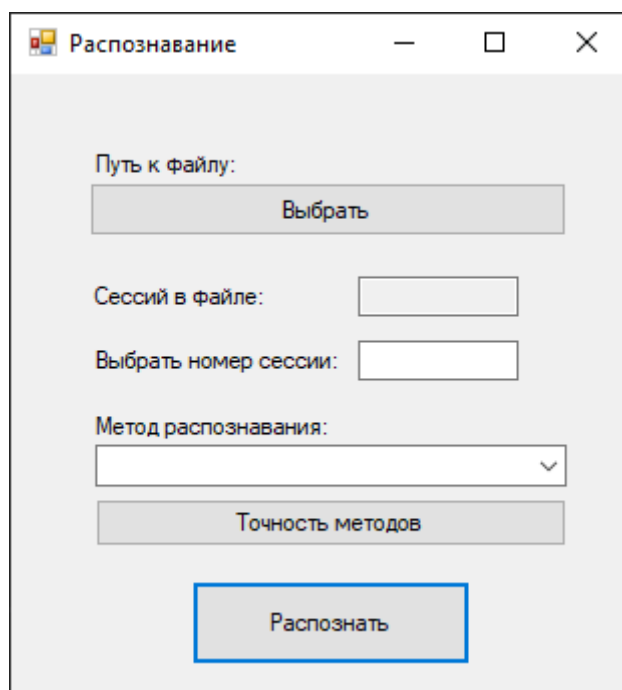 Распознавание
Путь к файлу:
Выбрать
Сессий в файле:
Выбрать номер сессии:
Метод распознавания:
Точность методов
Распознать